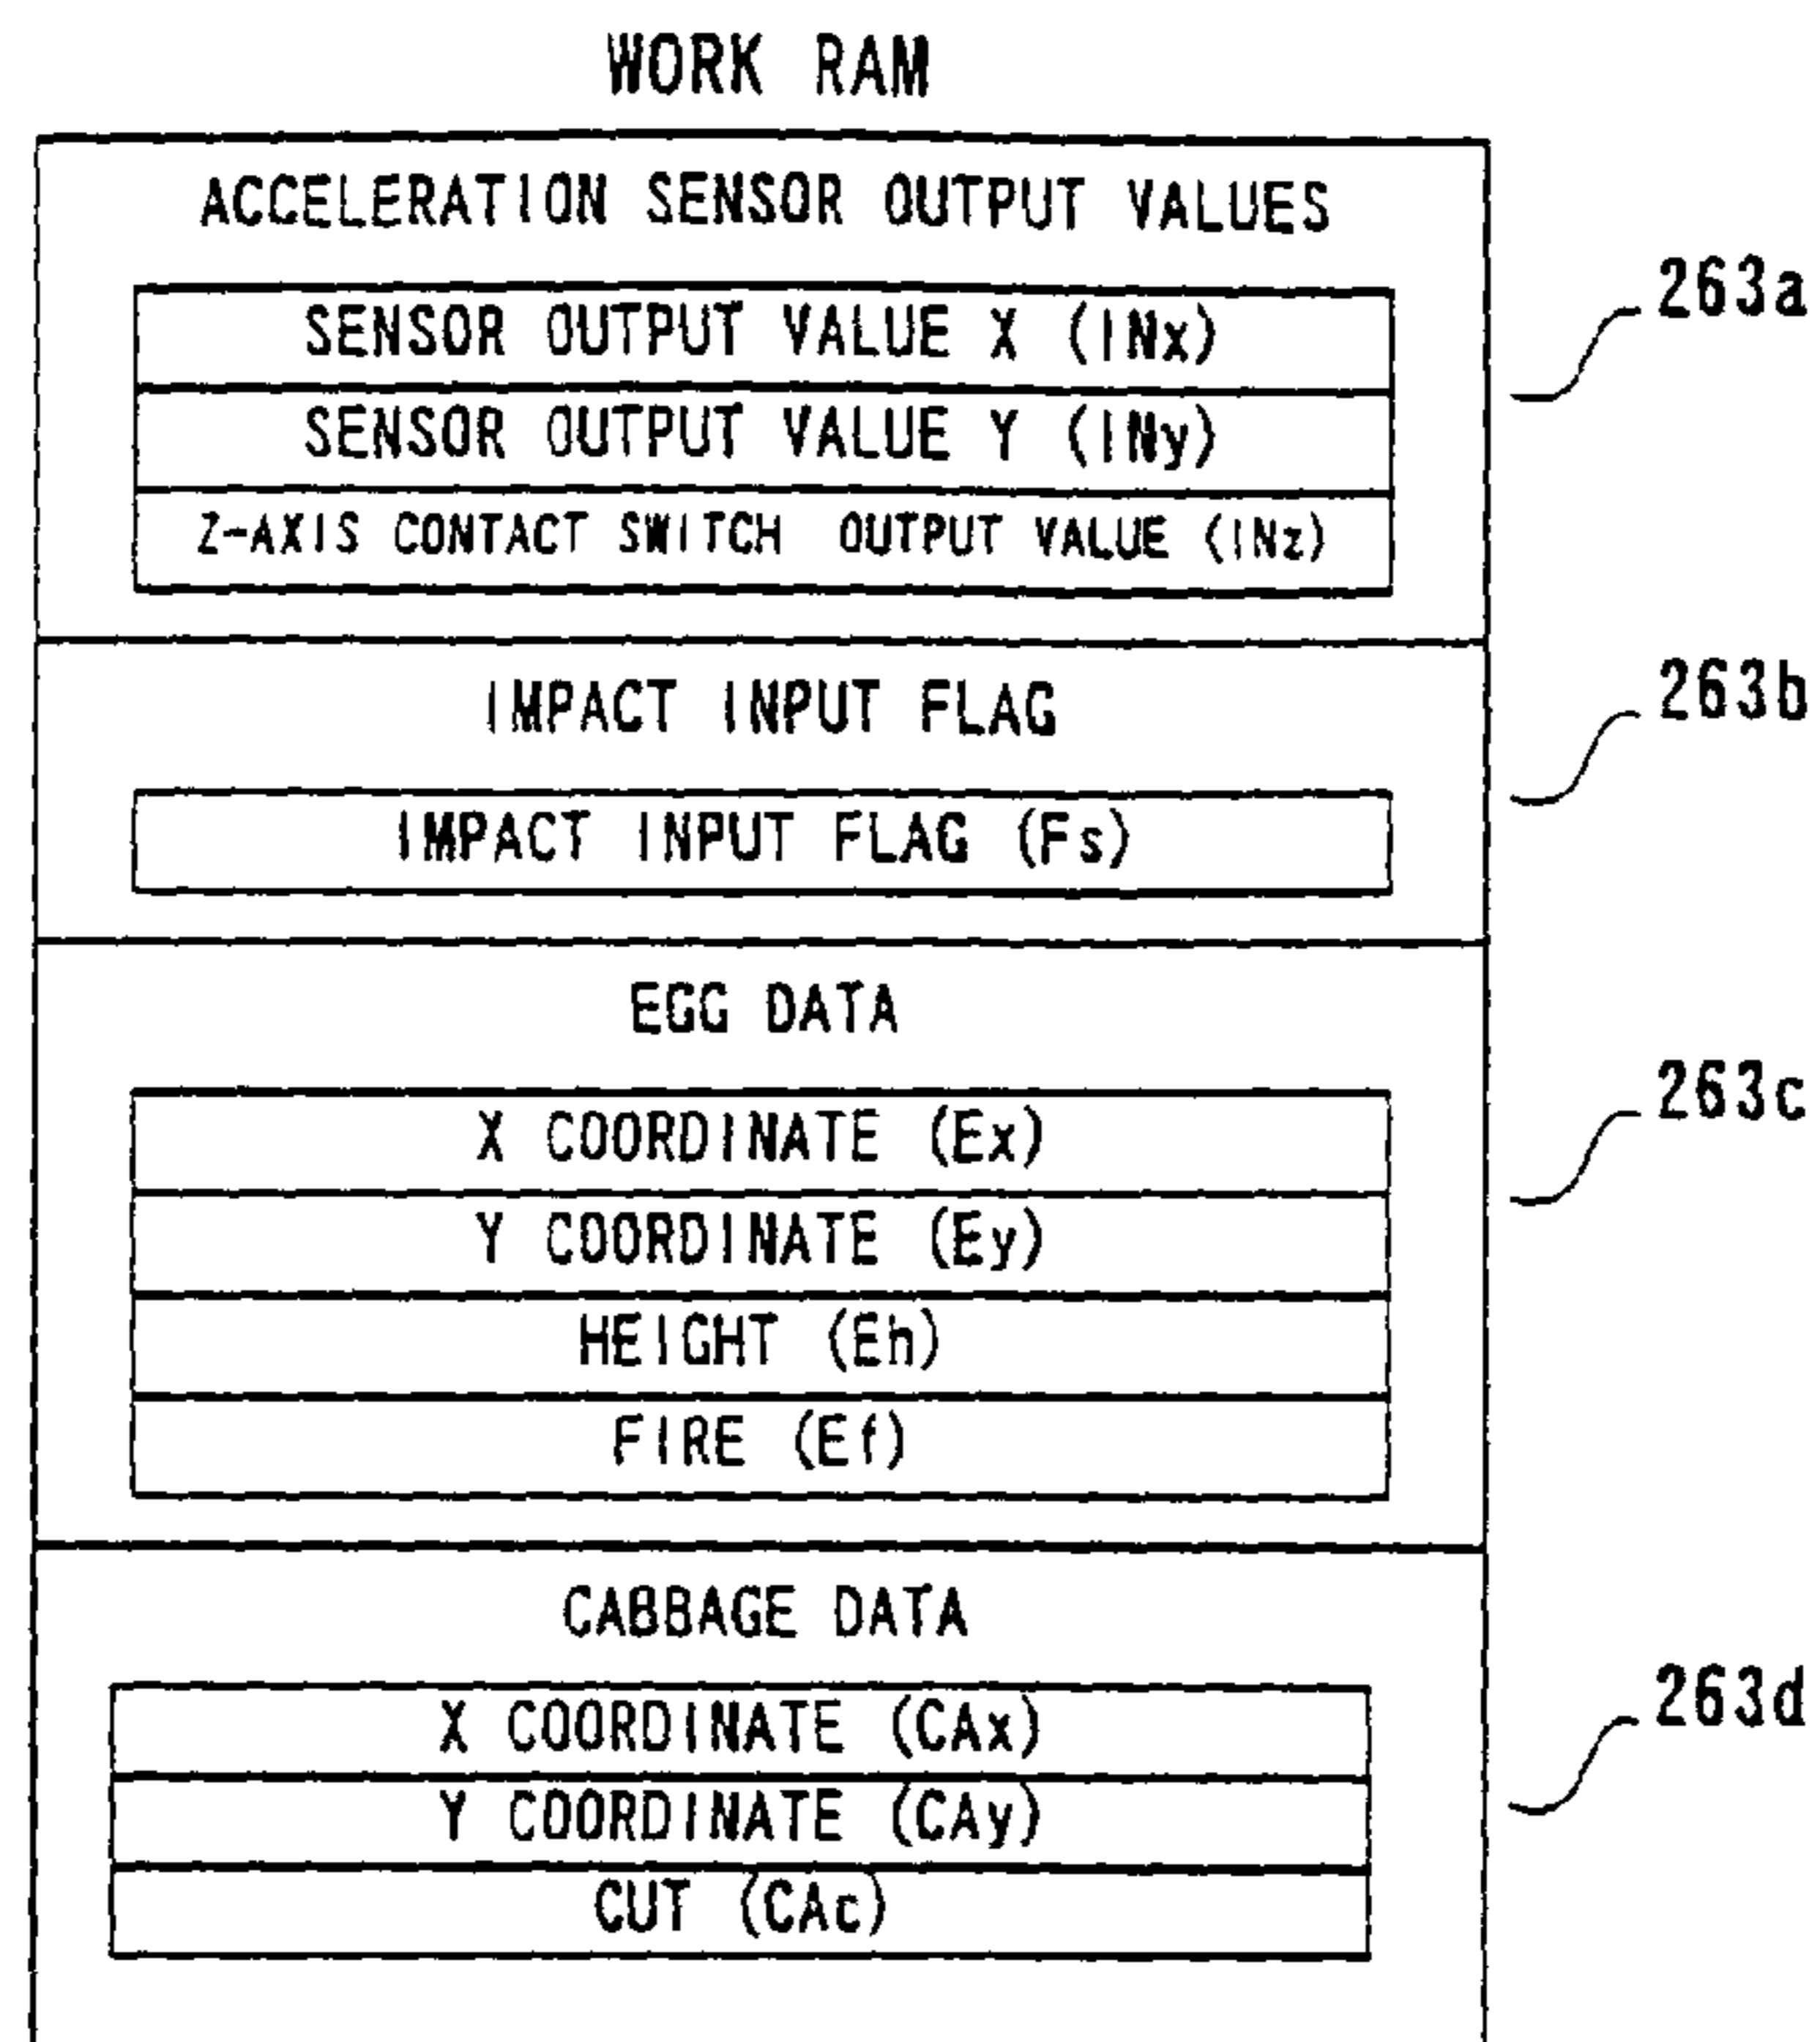 WORK RAM
ACCELERATION SENSOR OUTPUT VALUES
263a
SENSOR OUTPUT VALUE X (INx)
SENSOR OUTPUT VALUE Y (INy)
Z-AXIS CONTACT SWITCH OUTPUT VALUE (INz)
IMPACT INPUT FLAG
263b
IMPACT INPUT FLAG (Fs)
EGG DATA
263c
X COORDINATE (Ex)
Y COORDINATE (Ey)
HEIGHT (Eh)
FIRE (Ef)
CABBAGE DATA
263d
X COORDINATE (CAx)
Y COORDINATE (CAy)
CUT (CAc)